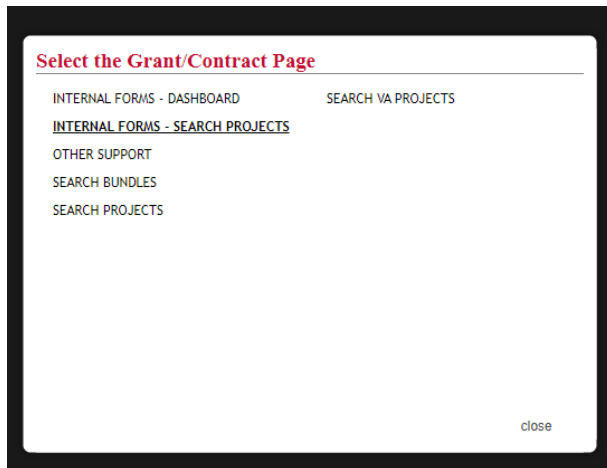 Select the Grant/Contract Page
INTERNAL FORMS - DASHBOARD
INTERNAL FORMS - SEARCH PROJECTS
OTHER SUPPORT
SEARCH BUNDLES
SEARCH PROJECTS
SEARCH VA PROJECTS
close